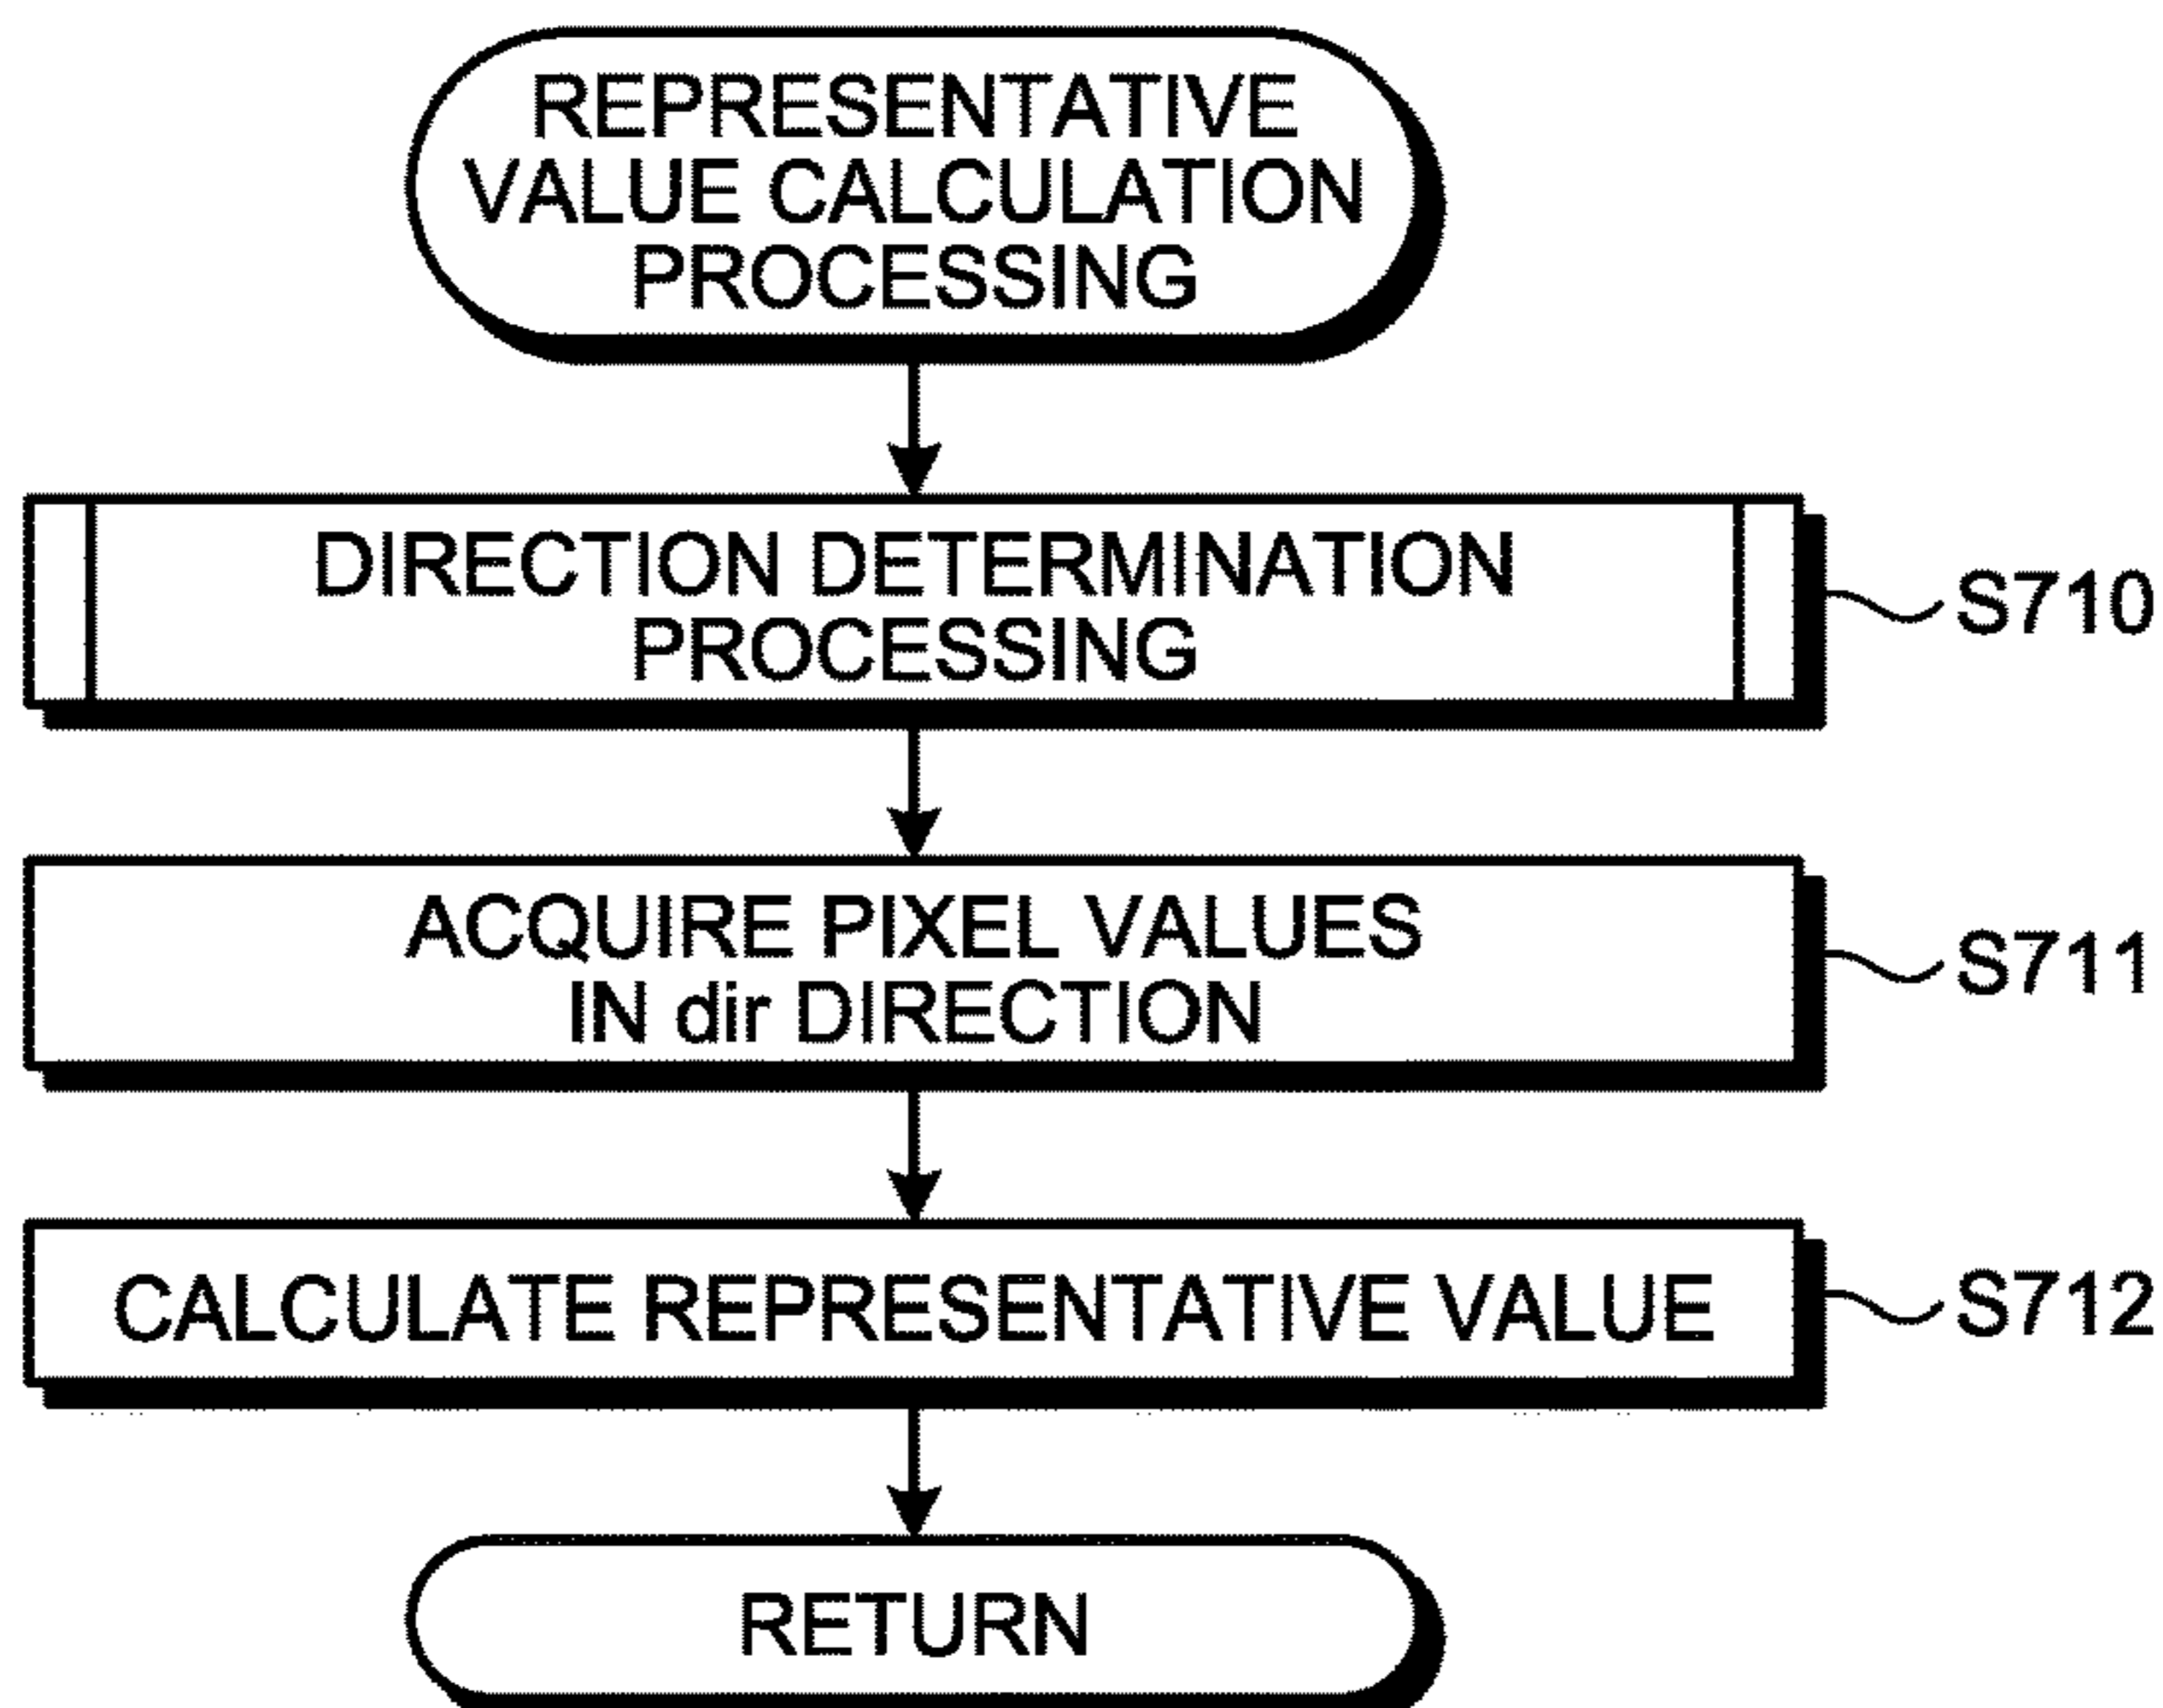 REPRESENTATIVE
VALUE CALCULATION
PROCESSING
DIRECTION DETERMINATION
PROCESSING
S710
ACQUIRE PIXEL VALUES
IN dir DIRECTION
S711
CALCULATE REPRESENTATIVE VALUE
S712
RETURN